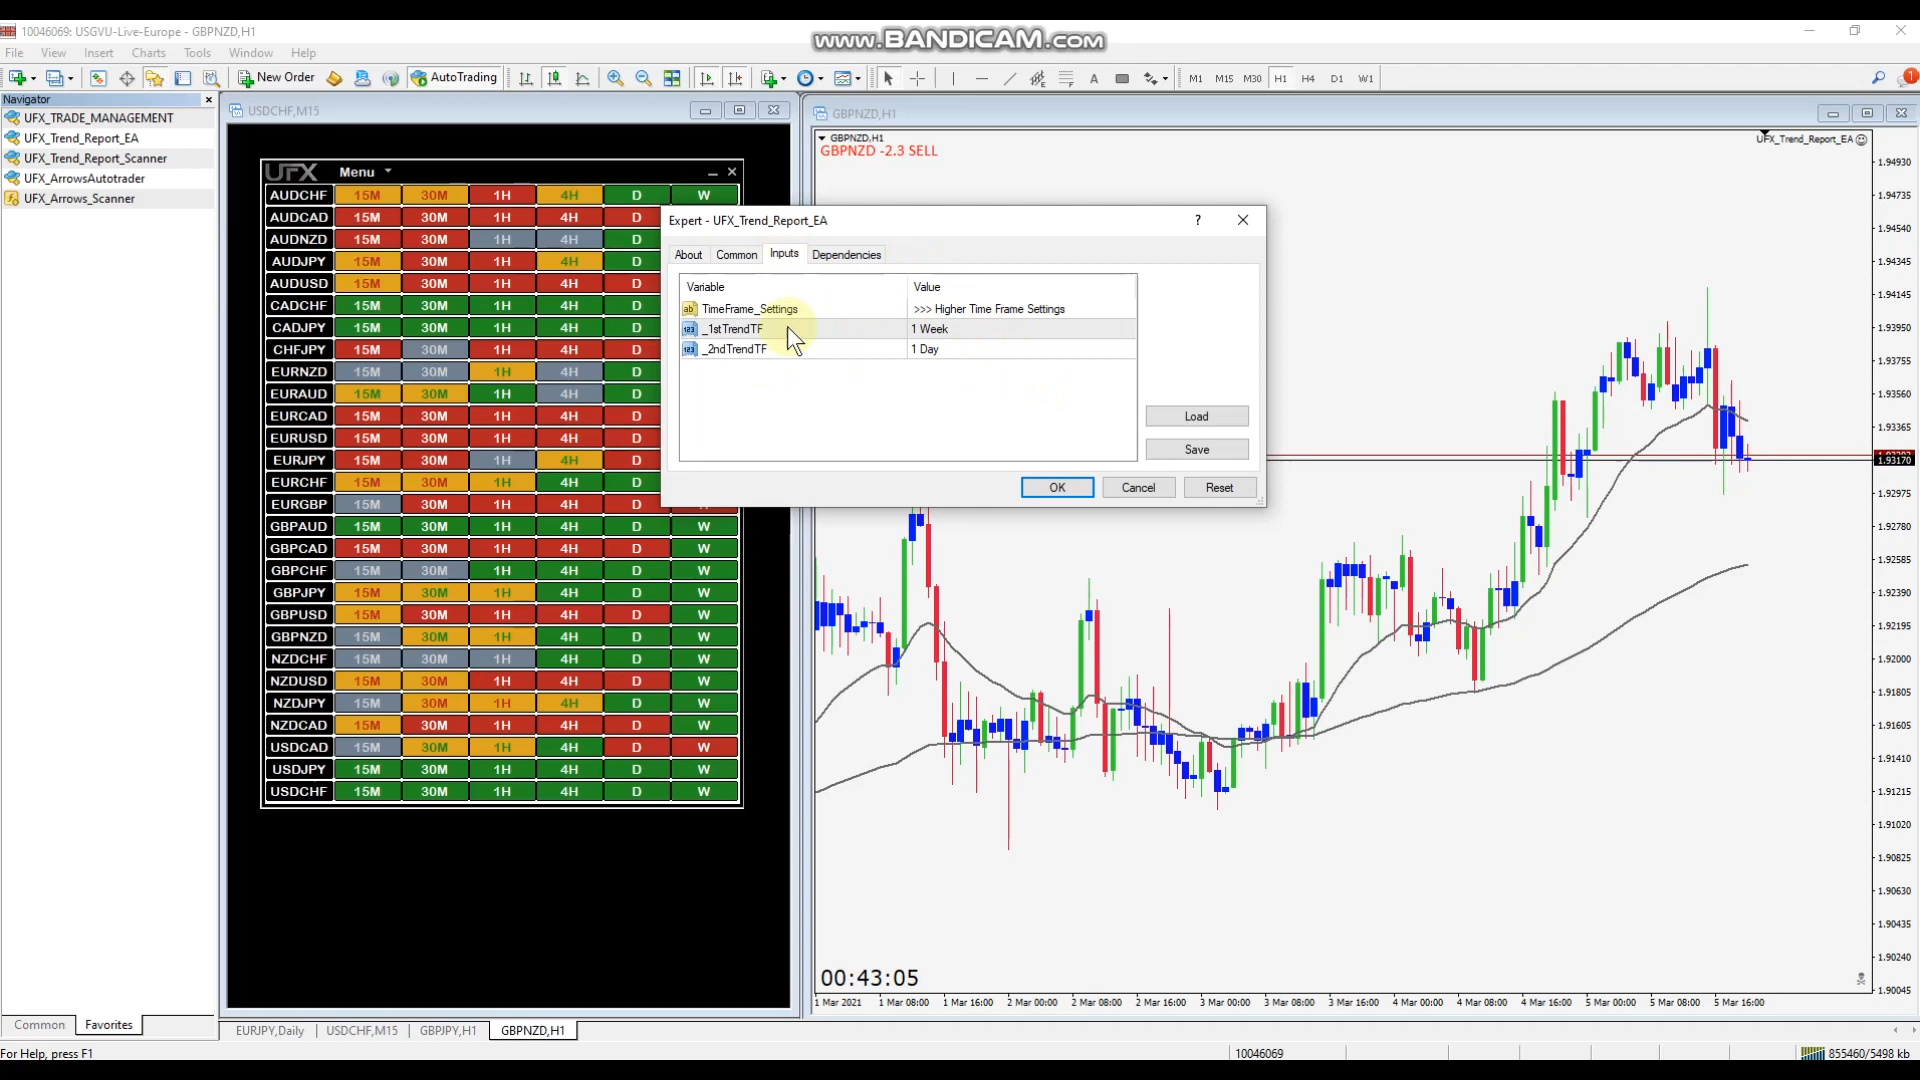 10046069: USGVU-Live-Europe - GBPNZD,H1
www.BANDICAM.com
File View Insert Charts Tools Window Help
New Order AutoTrading M1 M15 M30 H1 H4 D1 W1
Navigator
UFX_TRADE_MANAGEMENT
UFX_Trend_Report_EA
UFX_Trend_Report_Scanner
UFX_ArrowsAutotrader
UFX_Arrows_Scanner
USDCHF,M15
UFX Menu
AUDCHF 15M 30M 1H 4H D W
AUDCAD 15M 30M 1H 4H D
AUDNZD 15M 30M 1H 4H D
AUDJPY 15M 30M 1H 4H D
AUDUSD 15M 30M 1H 4H D
CADCHF 15M 30M 1H 4H D
CADJPY 15M 30M 1H 4H D
CHFJPY 15M 30M 1H 4H D
EURNZD 15M 30M 1H 4H D
EURAUD 15M 30M 1H 4H D
EURCAD 15M 30M 1H 4H D
EURUSD 15M 30M 1H 4H D
EURJPY 15M 30M 1H 4H D
EURCHF 15M 30M 1H 4H D
EURGBP 15M 30M 1H 4H D
GBPAUD 15M 30M 1H 4H D W
GBPCAD 15M 30M 1H 4H D W
GBPCHF 15M 30M 1H 4H D W
GBPJPY 15M 30M 1H 4H D W
GBPUSD 15M 30M 1H 4H D W
GBPNZD 15M 30M 1H 4H D W
NZDCHF 15M 30M 1H 4H D W
NZDUSD 15M 30M 1H 4H D W
NZDJPY 15M 30M 1H 4H D W
NZDCAD 15M 30M 1H 4H D W
USDCAD 15M 30M 1H 4H D W
USDJPY 15M 30M 1H 4H D W
USDCHF 15M 30M 1H 4H D W
Expert - UFX_Trend_Report_EA
About Common Inputs Dependencies
Variable Value
TimeFrame_Settings >>> Higher Time Frame Settings
_1stTrendTF 1 Week
_2ndTrendTF 1 Day
Load
Save
OK Cancel Reset
GBPNZD,H1
GBPNZD,H1
GBPNZD -2.3 SELL
UFX_Trend_Report_EA
1.94930
1.94735
1.94540
1.94345
1.94145
1.93950
1.93755
1.93560
1.93365
1.93170
1.92975
1.92780
1.92585
1.92390
1.92195
1.92000
1.91805
1.91605
1.91410
1.91215
1.91020
1.90825
1.90630
1.90435
1.90240
1.90045
00:43:05
1 Mar 2021 1 Mar 08:00 1 Mar 16:00 2 Mar 00:00 2 Mar 08:00 2 Mar 16:00 3 Mar 00:00 3 Mar 08:00 3 Mar 16:00 4 Mar 00:00 4 Mar 08:00 4 Mar 16:00 5 Mar 00:00 5 Mar 08:00 5 Mar 16:00
Common Favorites
EURJPY,Daily USDCHF,M15 GBPJPY,H1 GBPNZD,H1
For Help, press F1
10046069
855460/5498 kb